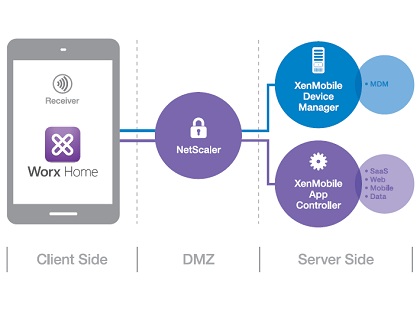 Receiver
Worx Home
NetScaler
XenMobile
Device
Manager
• MDM
XenMobile
App
Controller
• SaaS
• Web
• Mobile
• Data
Client Side
DMZ
Server Side